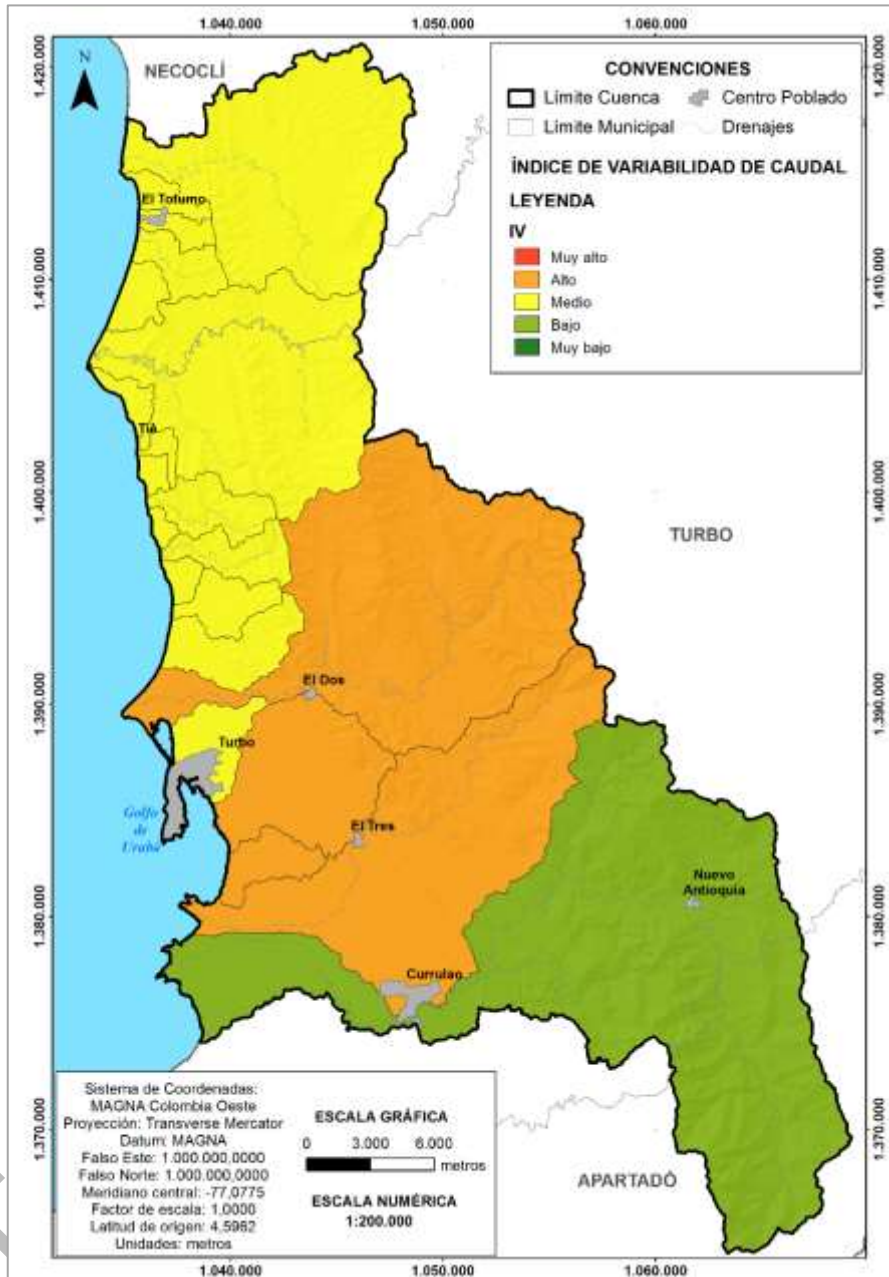 1.040.000
1.050.000
1.060.000
1.420.000
1.410.000
1.400.000
1.390.000
1.380.000
1.370.000
1.420.000
1.410.000
1.400.000
1.390.000
1.380.000
1.370.000
N
NECOCLÍ
CONVENCIONES
Límite Cuenca
Centro Poblado
Límite Municipal
Drenajes
ÍNDICE DE VARIABILIDAD DE CAUDAL
LEYENDA
IV
Muy alto
Alto
Medio
Bajo
Muy bajo
El Tofumo
Tié
TURBO
El Dos
Turbo
Golfo
de
Urabá
El Tres
Nuevo
Antioquia
Currulao
APARTADÓ
Sistema de Coordenadas:
MAGNA Colombia Oeste
Proyección: Transverse Mercator
Datum: MAGNA
Falso Este: 1.000.000,0000
Falso Norte: 1.000.000,0000
Meridiano central: -77,0775
Factor de escala: 1,0000
Latitud de origen: 4,5962
Unidades: metros
ESCALA GRÁFICA
0 3.000 6.000
metros
ESCALA NUMÉRICA
1:200.000
1.040.000
1.050.000
1.060.000